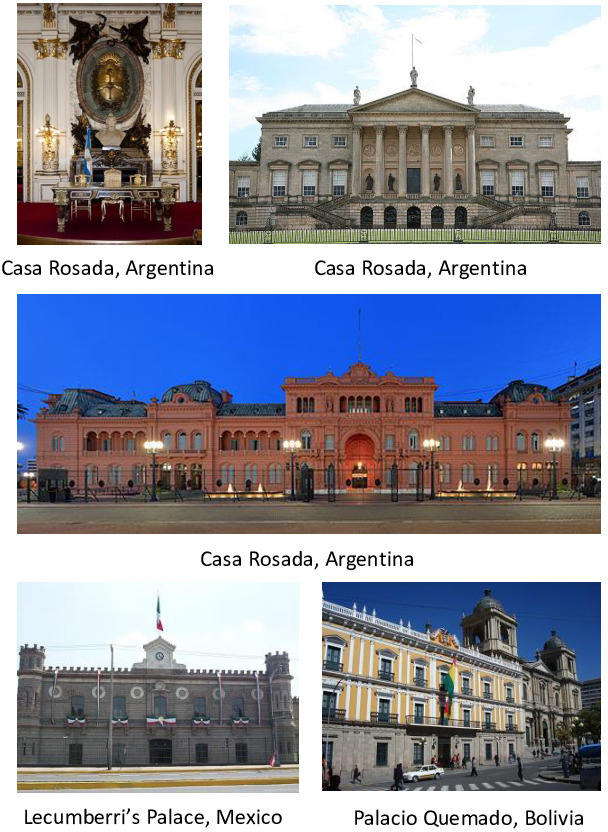 Casa Rosada, Argentina
Casa Rosada, Argentina
Casa Rosada, Argentina
Lecumberri’s Palace, Mexico
Palacio Quemado, Bolivia